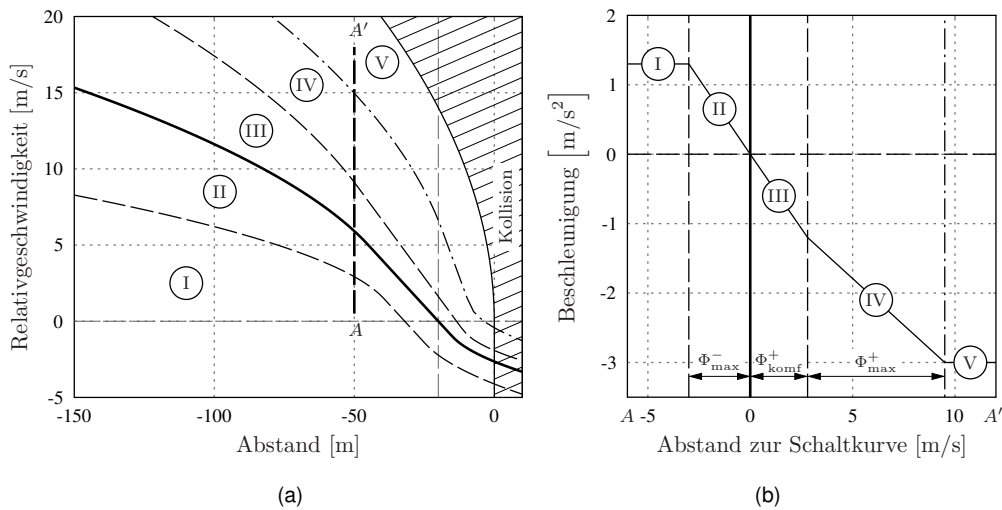 20
15
10
5
0
-5
Relativgeschwindigkeit [m/s]
A′
V
IV
III
II
I
A
Kollision
-150
-100
-50
0
Abstand [m]
(a)
2
1
0
-1
-2
-3
Beschleunigung [m/s²]
I
II
III
IV
V
Φ⁻max
Φ⁺komf
Φ⁺max
A -5 0 5 10 A′
Abstand zur Schaltkurve [m/s]
(b)